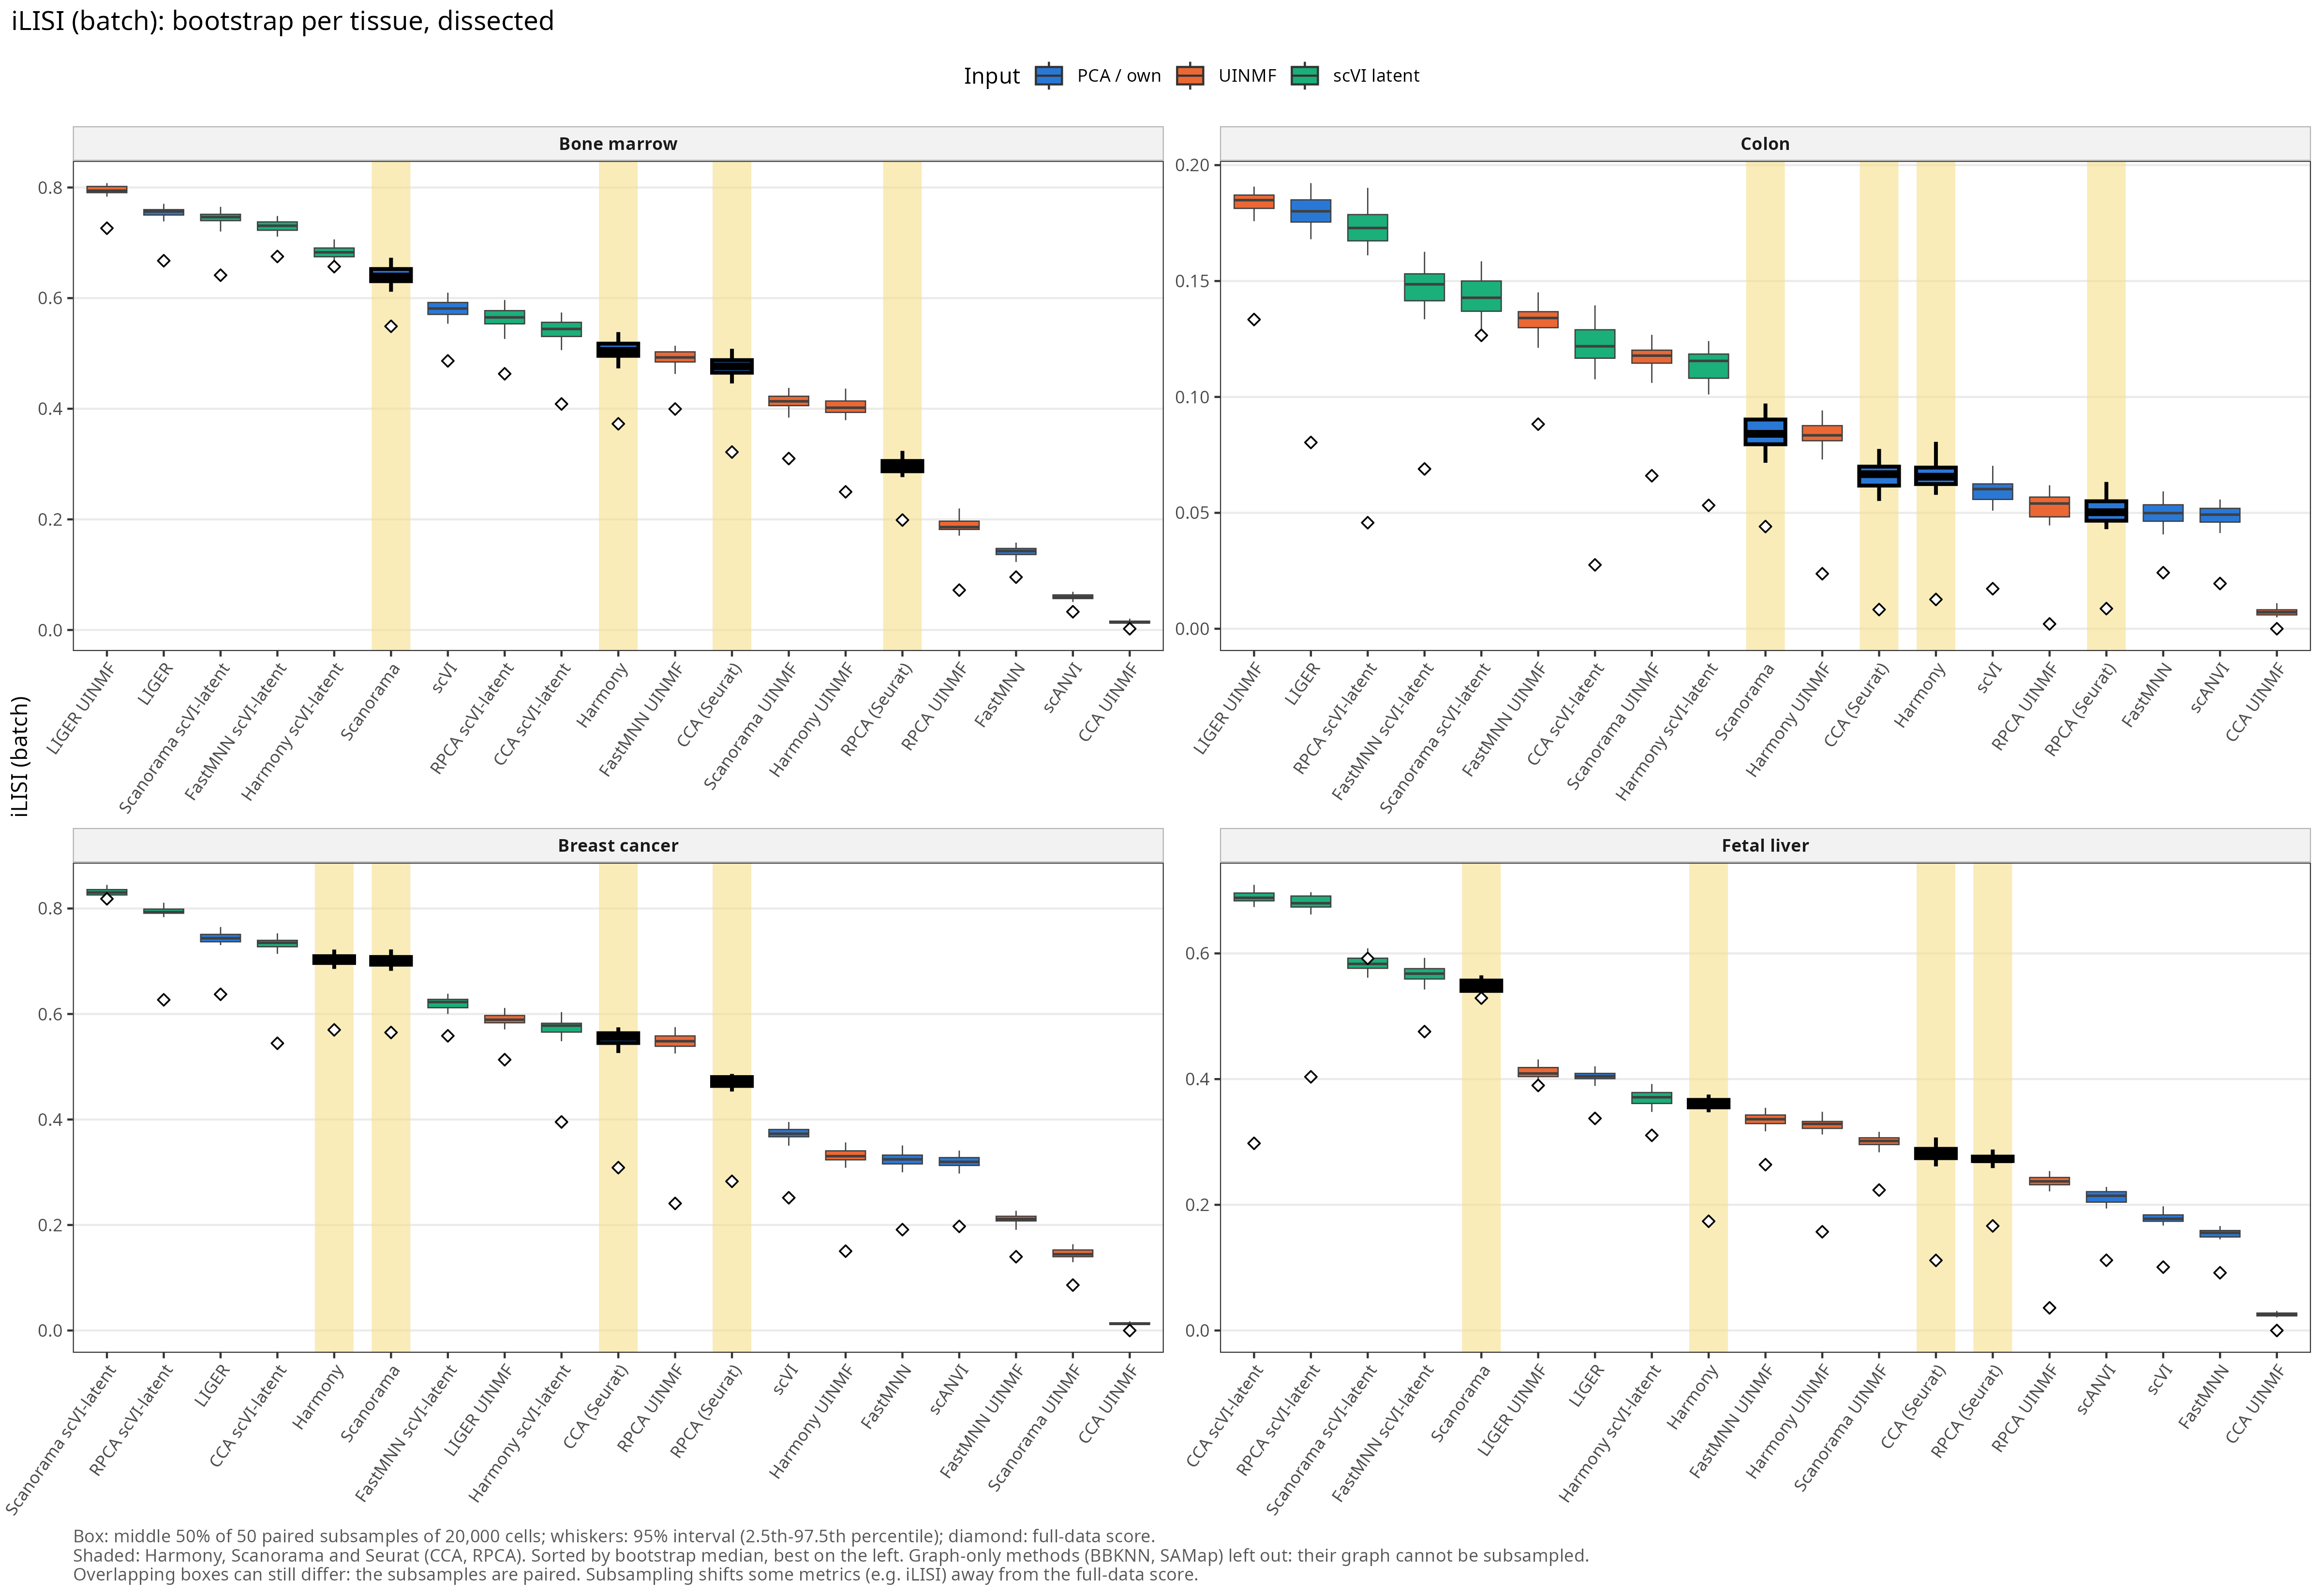 iLISI (batch): bootstrap per tissue, dissected
Input PCA / own UINMF scVI latent
iLISI (batch)
Bone marrow
0.8
0.6
0.4
0.2
0.0
LIGER UINMF
LIGER
Scanorama scVI-latent
FastMNN scVI-latent
Harmony scVI-latent
Scanorama
scVI
RPCA scVI-latent
CCA scVI-latent
Harmony
FastMNN UINMF
CCA (Seurat)
Scanorama UINMF
Harmony UINMF
RPCA (Seurat)
RPCA UINMF
FastMNN
scANVI
CCA UINMF
Colon
0.20
0.15
0.10
0.05
0.00
LIGER UINMF
LIGER
RPCA scVI-latent
FastMNN scVI-latent
Scanorama scVI-latent
FastMNN UINMF
CCA scVI-latent
Scanorama UINMF
Harmony scVI-latent
Scanorama
Harmony UINMF
CCA (Seurat)
Harmony
scVI
RPCA UINMF
RPCA (Seurat)
FastMNN
scANVI
CCA UINMF
Breast cancer
0.8
0.6
0.4
0.2
0.0
Scanorama scVI-latent
RPCA scVI-latent
LIGER
CCA scVI-latent
Harmony
Scanorama
FastMNN scVI-latent
LIGER UINMF
Harmony scVI-latent
CCA (Seurat)
RPCA UINMF
RPCA (Seurat)
scVI
Harmony UINMF
FastMNN
scANVI
FastMNN UINMF
Scanorama UINMF
CCA UINMF
Fetal liver
0.6
0.4
0.2
0.0
CCA scVI-latent
RPCA scVI-latent
Scanorama scVI-latent
FastMNN scVI-latent
Scanorama
LIGER UINMF
LIGER
Harmony scVI-latent
Harmony
FastMNN UINMF
Harmony UINMF
Scanorama UINMF
CCA (Seurat)
RPCA (Seurat)
RPCA UINMF
scANVI
scVI
FastMNN
CCA UINMF
Box: middle 50% of 50 paired subsamples of 20,000 cells; whiskers: 95% interval (2.5th-97.5th percentile); diamond: full-data score.
Shaded: Harmony, Scanorama and Seurat (CCA, RPCA). Sorted by bootstrap median, best on the left. Graph-only methods (BBKNN, SAMap) left out: their graph cannot be subsampled.
Overlapping boxes can still differ: the subsamples are paired. Subsampling shifts some metrics (e.g. iLISI) away from the full-data score.